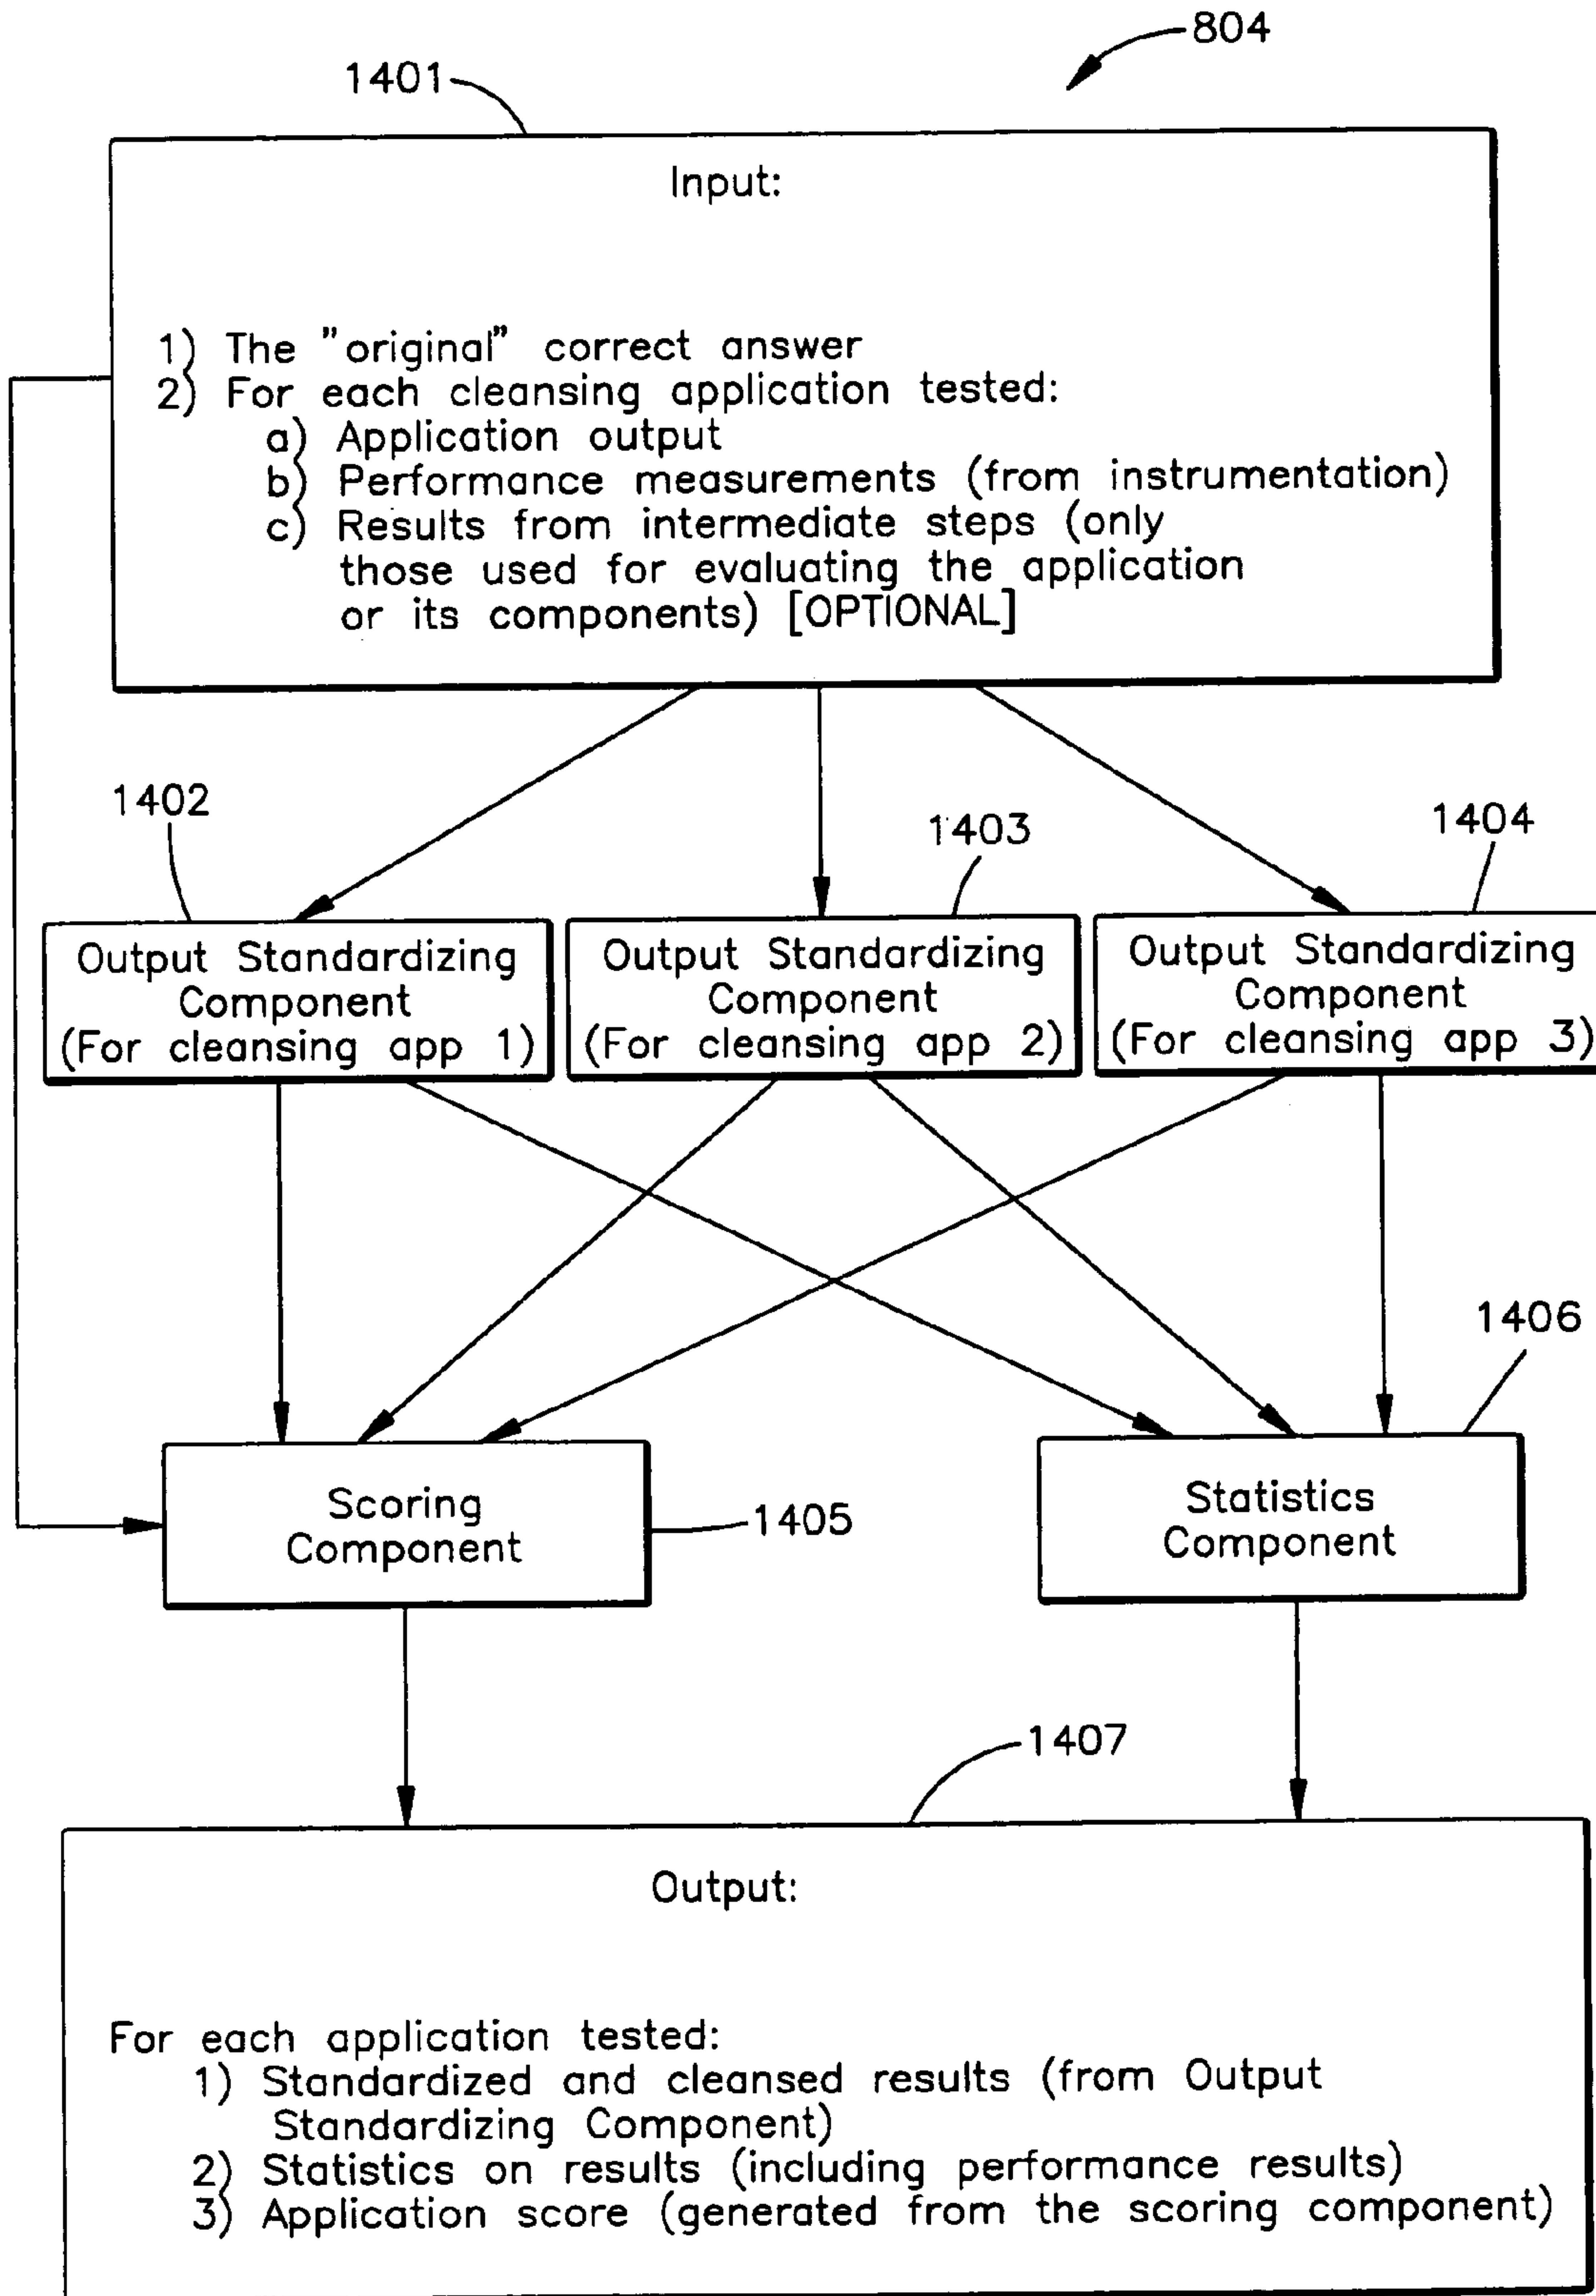 804
1401
Input:
1) The "original" correct answer
2) For each cleansing application tested:
a) Application output
b) Performance measurements (from instrumentation)
c) Results from intermediate steps (only
those used for evaluating the application
or its components) [OPTIONAL]
1402
1403
1404
Output Standardizing
Component
(For cleansing app 1)
Output Standardizing
Component
(For cleansing app 2)
Output Standardizing
Component
(For cleansing app 3)
1406
Scoring
Component
1405
Statistics
Component
1407
Output:
For each application tested:
1) Standardized and cleansed results (from Output
Standardizing Component)
2) Statistics on results (including performance results)
3) Application score (generated from the scoring component)